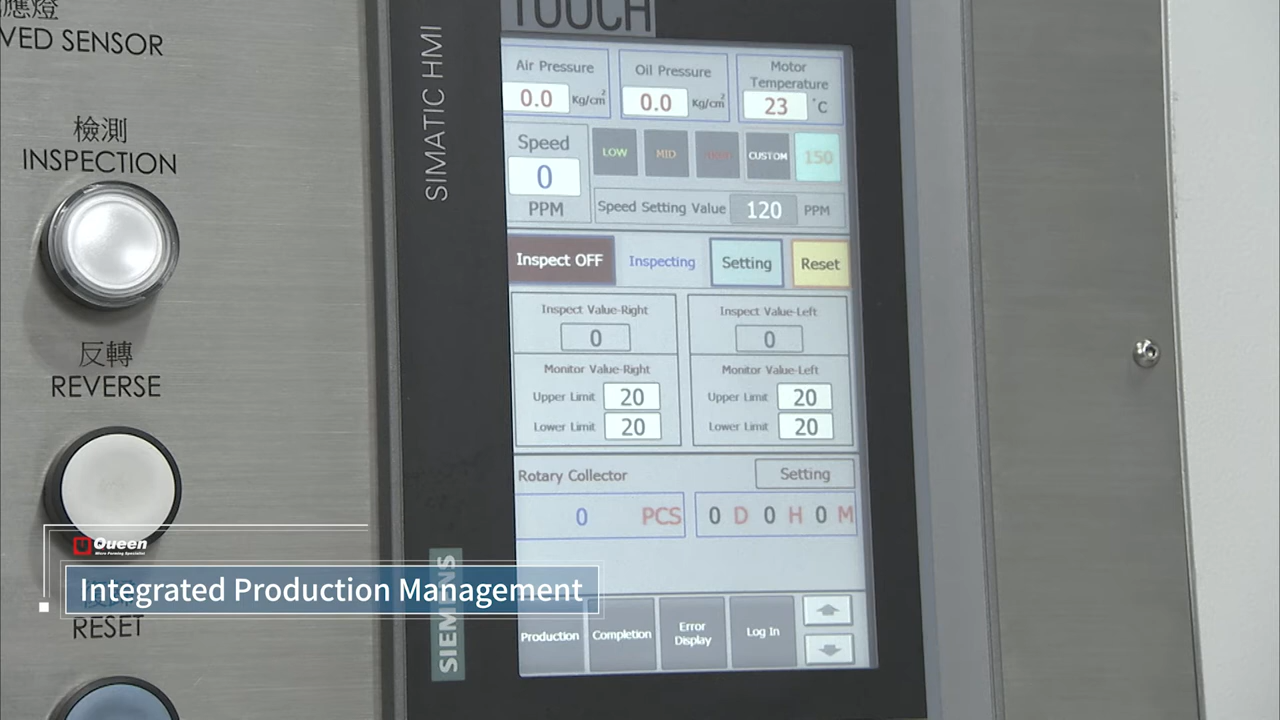 應燈
VED SENSOR
檢測
INSPECTION
反轉
REVERSE
RESET
SIMATIC HMI
SIEMENS
TOUCH
Air Pressure
0.0 Kg/cm²
Oil Pressure
0.0 Kg/cm²
Motor
Temperature
23 °C
Speed
0
PPM
LOW
MID
CUSTOM
150
Speed Setting Value 120 PPM
Inspect OFF
Inspecting
Setting
Reset
Inspect Value-Right
0
Inspect Value-Left
0
Monitor Value-Right
Upper Limit 20
Lower Limit 20
Monitor Value-Left
Upper Limit 20
Lower Limit 20
Rotary Collector
Setting
0 PCS
0 D 0 H 0 M
Production
Completion
Error
Display
Log In
Queen
Micro Forming Specialist
Integrated Production Management